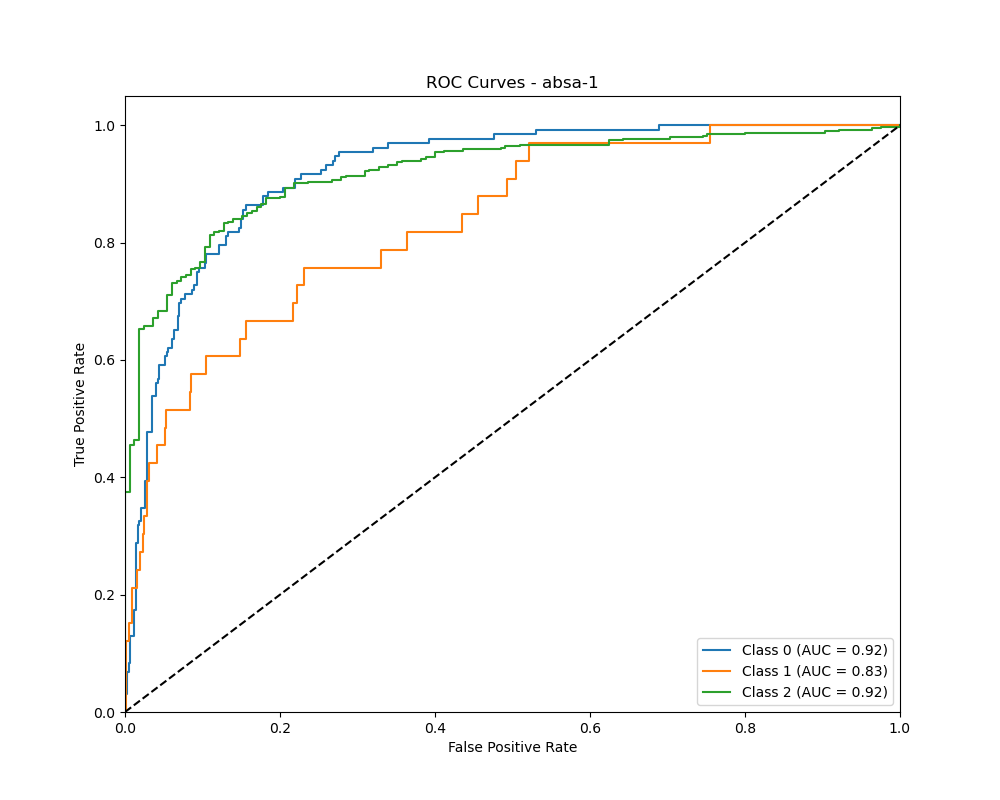 ROC Curves - absa-1
True Positive Rate
1.0
0.8
0.6
0.4
0.2
0.0
0.0 0.2 0.4 0.6 0.8 1.0
False Positive Rate
Class 0 (AUC = 0.92)
Class 1 (AUC = 0.83)
Class 2 (AUC = 0.92)